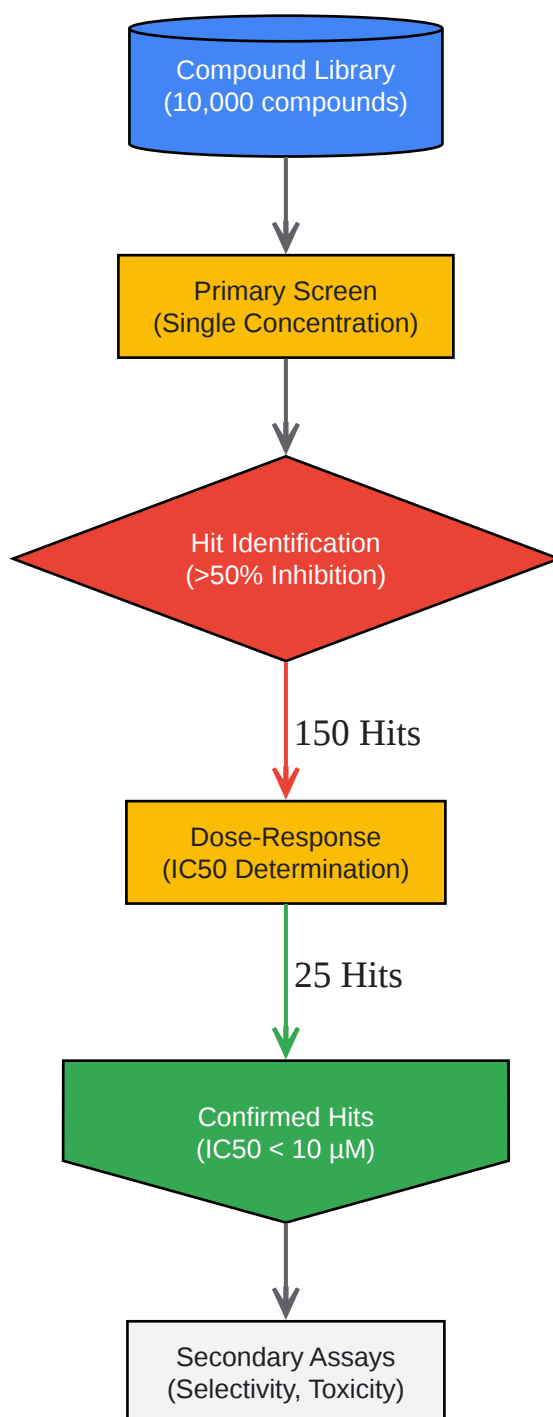 Compound Library
(10,000 compounds)
Primary Screen
(Single Concentration)
Hit Identification
(>50% Inhibition)
150 Hits
Dose-Response
(IC50 Determination)
25 Hits
Confirmed Hits
(IC50 < 10 µM)
Secondary Assays
(Selectivity, Toxicity)